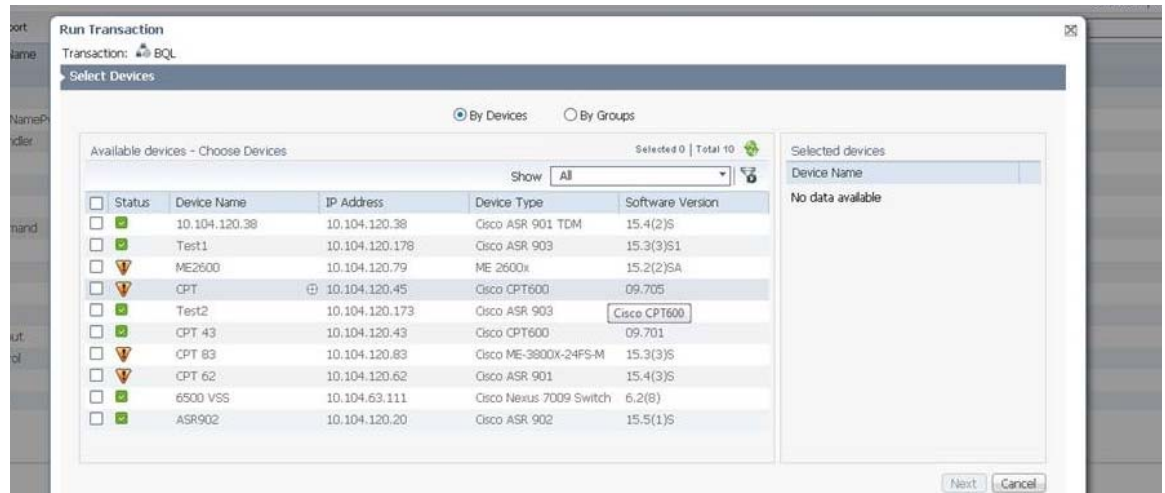 Run Transaction
Transaction: BQL
Select Devices
By Devices By Groups
Available devices - Choose Devices Selected 0 | Total 10
Show All
Status Device Name IP Address Device Type Software Version
10.104.120.38 10.104.120.38 Cisco ASR 901 TDM 15.4(2)S
Test1 10.104.120.178 Cisco ASR 903 15.3(3)S1
ME2600 10.104.120.79 ME 2600x 15.2(2)SA
CPT 10.104.120.45 Cisco CPT600 09.705
Test2 10.104.120.173 Cisco ASR 903
Cisco CPT600
CPT 43 10.104.120.43 Cisco CPT600 09.701
CPT 83 10.104.120.83 Cisco ME-3800X-24FS-M 15.3(3)S
CPT 62 10.104.120.62 Cisco ASR 901 15.4(3)S
6500 VSS 10.104.63.111 Cisco Nexus 7009 Switch 6.2(8)
ASR902 10.104.120.20 Cisco ASR 902 15.5(1)S
Selected devices
Device Name
No data available
Next Cancel